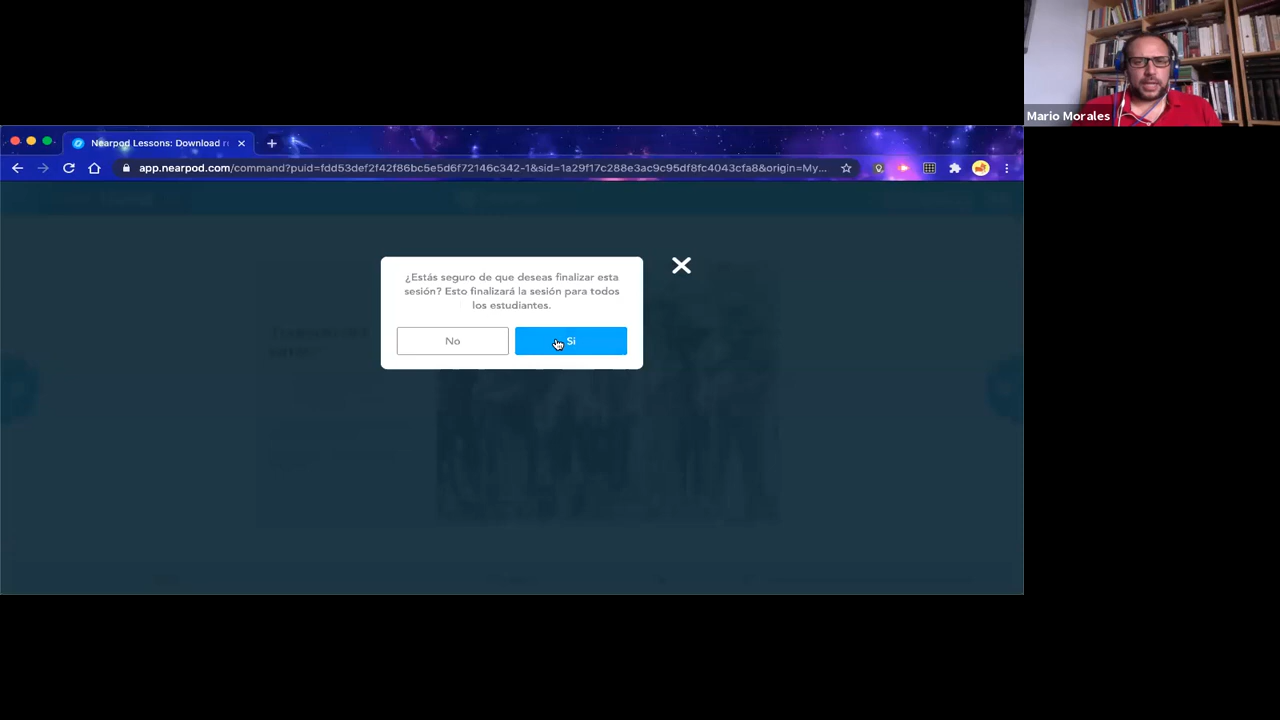 Mario Morales
Nearpod Lessons: Download r
app.nearpod.com/command?puid=fdd53def2f42f86bc5e5d6f72146c342-1&sid=1a29f17c288e3ac9c95df8fc4043cfa8&origin=My...
¿Estás seguro de que deseas finalizar esta
sesión? Esto finalizará la sesión para todos
los estudiantes.
No
Si